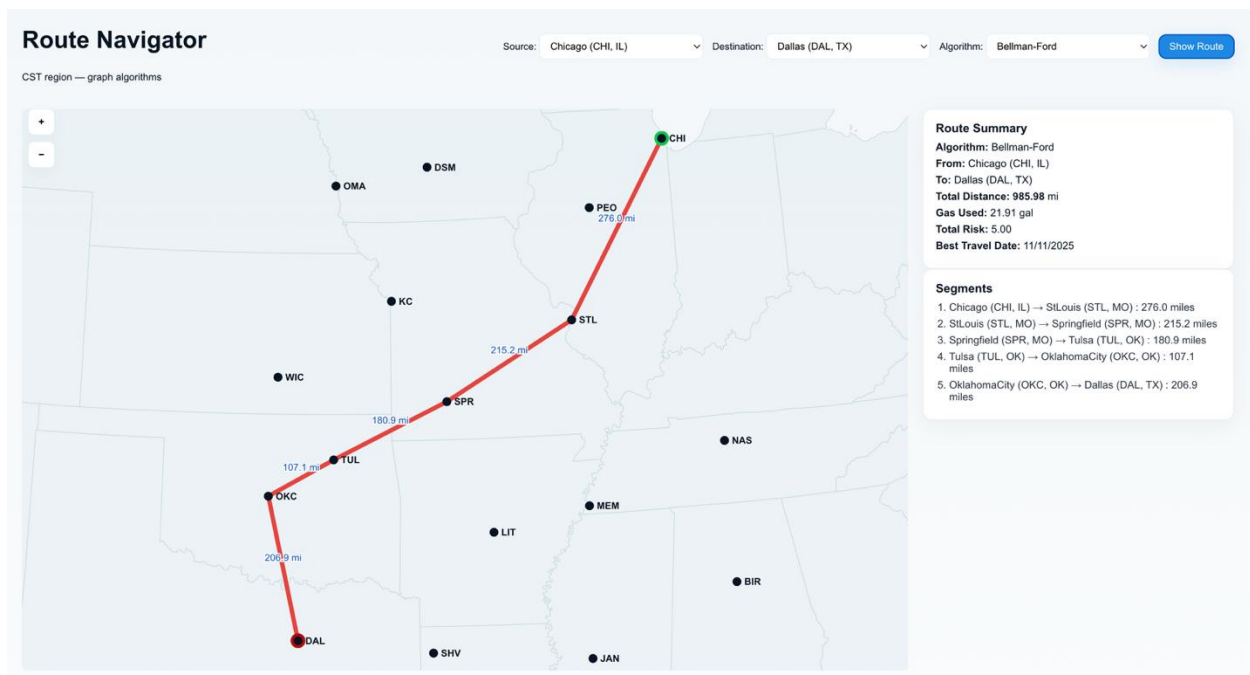 Route Navigator
Source: Chicago (CHI, IL) Destination: Dallas (DAL, TX) Algorithm: Bellman-Ford Show Route
CST region — graph algorithms
+
−
CHI
DSM
OMA
PEO
276.0 mi
KC
STL
215.2 mi
WIC
SPR
180.9 mi
NAS
TUL
107.1 mi
OKC
MEM
LIT
206.9 mi
BIR
DAL
SHV
JAN
Route Summary
Algorithm: Bellman-Ford
From: Chicago (CHI, IL)
To: Dallas (DAL, TX)
Total Distance: 985.98 mi
Gas Used: 21.91 gal
Total Risk: 5.00
Best Travel Date: 11/11/2025
Segments
1. Chicago (CHI, IL) → StLouis (STL, MO) : 276.0 miles
2. StLouis (STL, MO) → Springfield (SPR, MO) : 215.2 miles
3. Springfield (SPR, MO) → Tulsa (TUL, OK) : 180.9 miles
4. Tulsa (TUL, OK) → OklahomaCity (OKC, OK) : 107.1
miles
5. OklahomaCity (OKC, OK) → Dallas (DAL, TX) : 206.9
miles